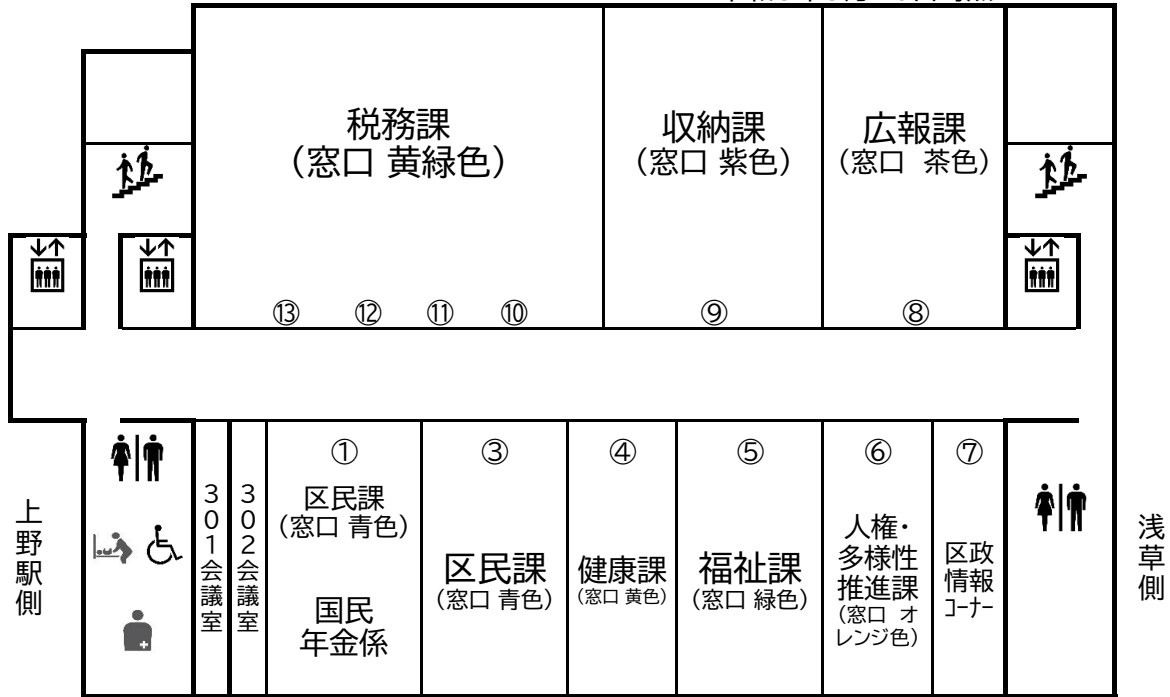 税務課
(窓口 黄緑色)
収納課
(窓口 紫色)
広報課
(窓口 茶色)
⑬ ⑫ ⑪ ⑩ ⑨ ⑧
① ③ ④ ⑤ ⑥ ⑦
上野駅側
301会議室
302会議室
区民課
(窓口 青色)
国民
年金係
区民課
(窓口 青色)
健康課
(窓口 黄色)
福祉課
(窓口 緑色)
人権・
多様性
推進課
(窓口 オ
レンジ色)
区政
情報
コーナー
浅草側